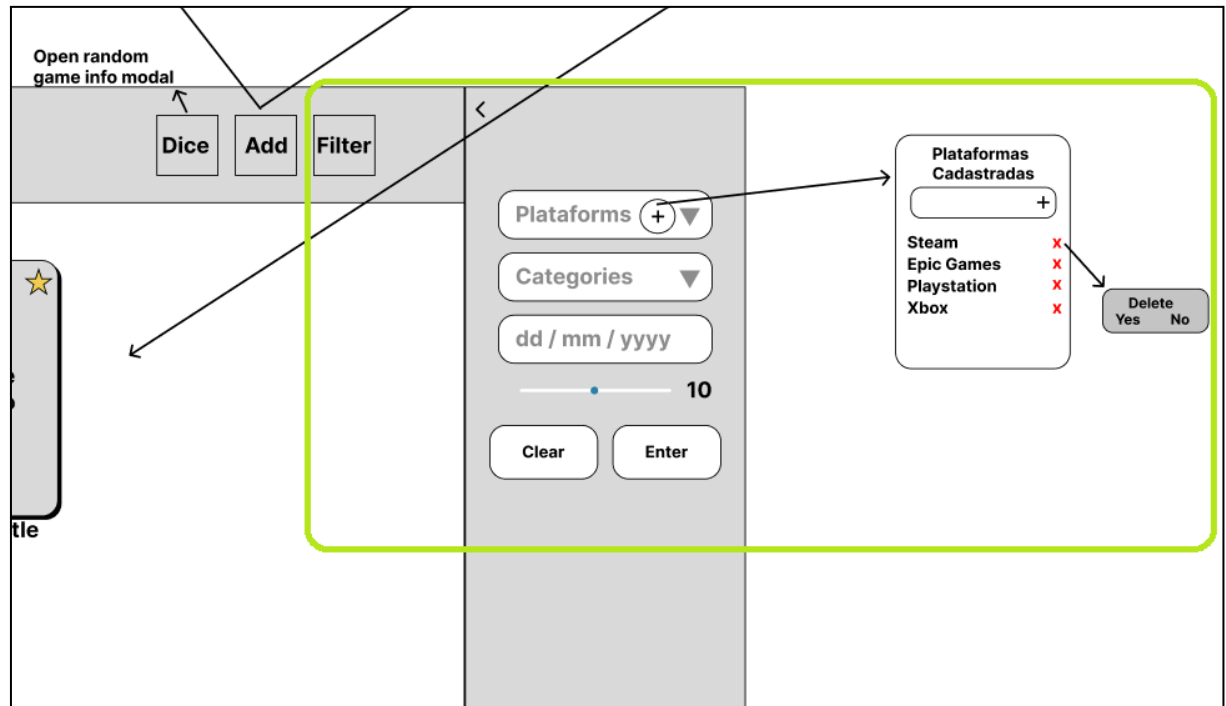 Open random
game info modal
Dice
Add
Filter
<
Plataforms +
Categories
dd / mm / yyyy
10
Clear
Enter
Plataformas
Cadastradas
+
Steam x
Epic Games x
Playstation x
Xbox x
Delete
Yes No
tle